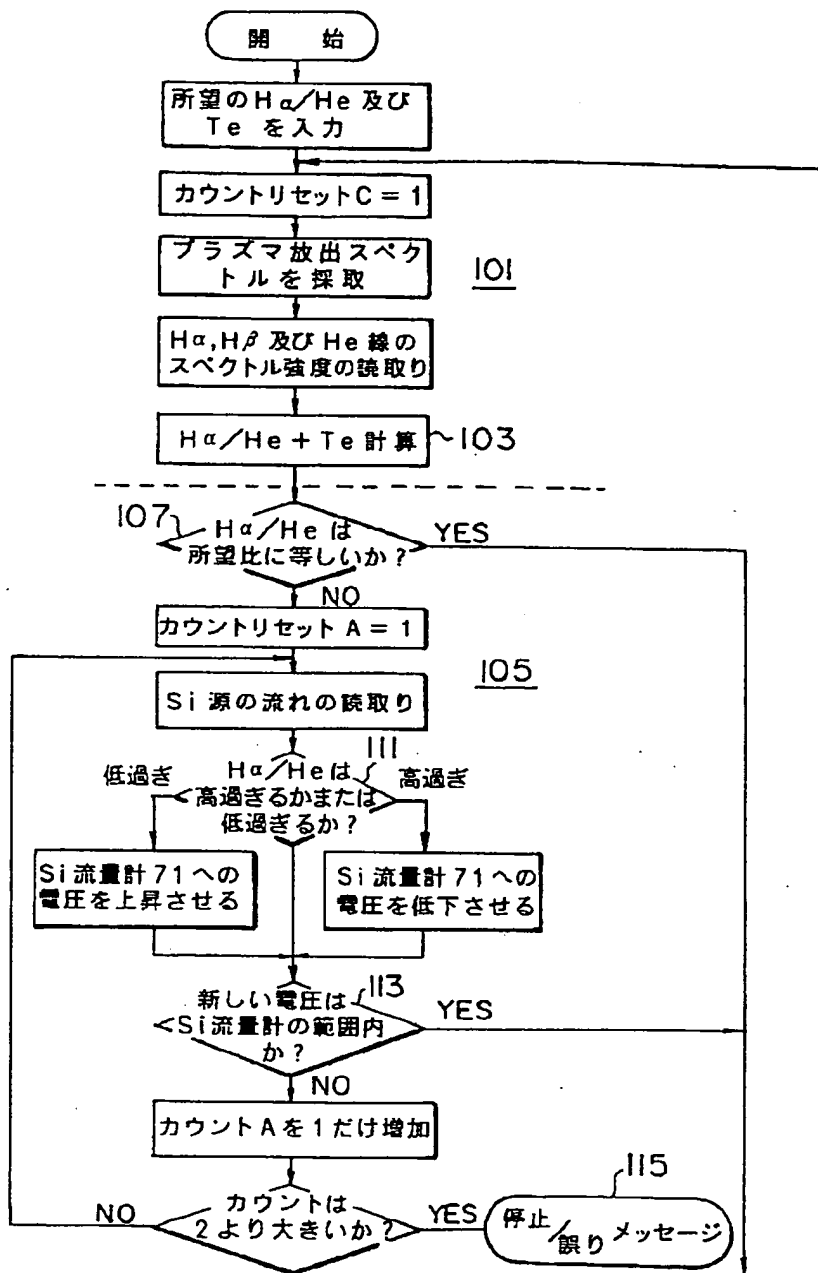 開始
所望のHα/He及び
Te を入力
カウントリセットC=1
プラズマ放出スペク
トルを採取
101
Hα,Hβ及びHe線の
スペクトル強度の読取り
Hα/He+Te計算
103
107
Hα/Heは
所望比に等しいか?
YES
NO
カウントリセット A=1
105
Si源の流れの読取り
111
Hα/Heは
高過ぎるかまたは
低過ぎるか?
低過ぎ
高過ぎ
Si流量計71への
電圧を上昇させる
Si流量計71への
電圧を低下させる
113
新しい電圧は
Si流量計の範囲内
か?
YES
NO
カウントAを1だけ増加
カウントは
2より大きいか?
NO
YES
115
停止/誤りメッセージ